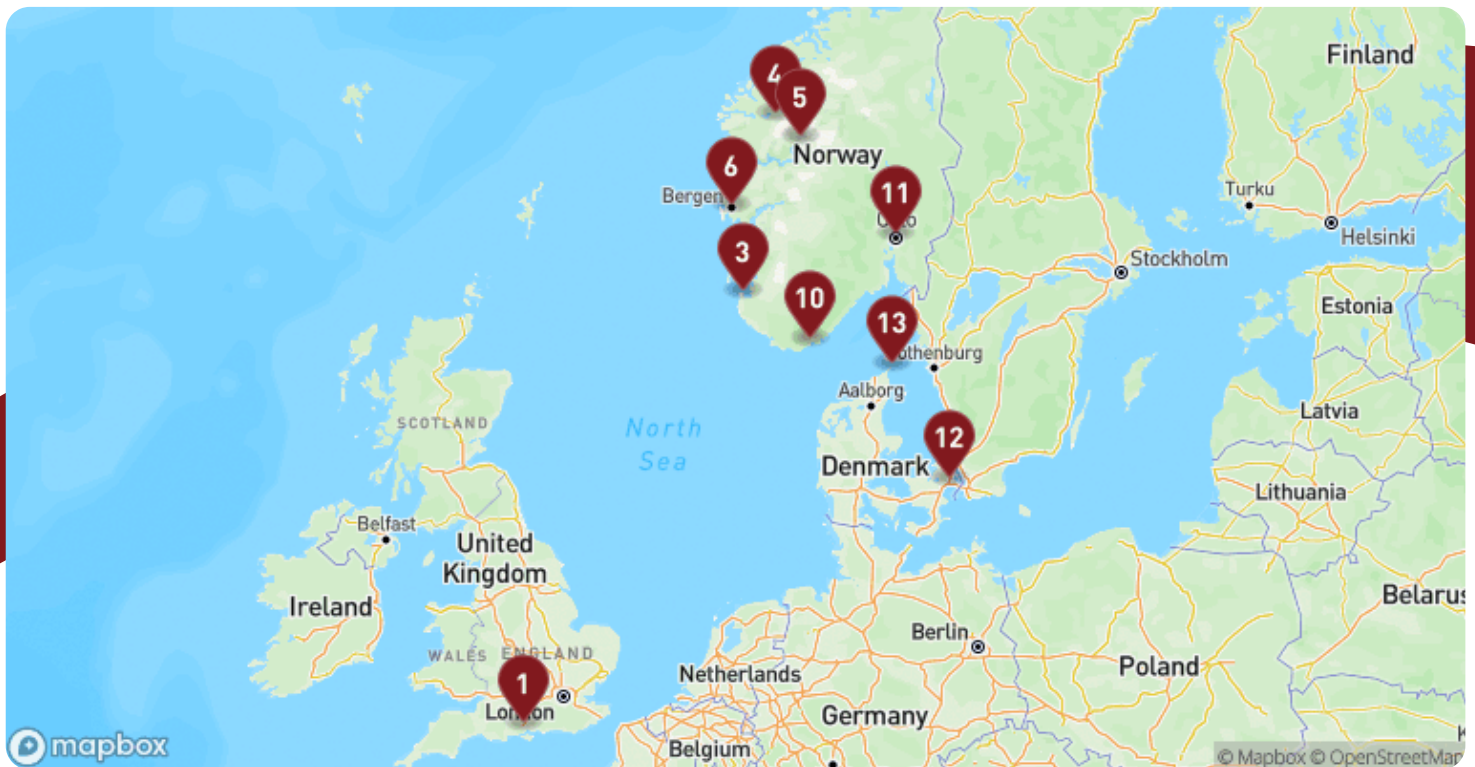 Finland
4
5
Norway
6
Bergen
11
Turku
Helsinki
3
Stockholm
10
Estonia
13
othenburg
Aalborg
Latvia
SCOTLAND
North
Sea
12
Denmark
Lithuania
Belfast
United
Kingdom
Ireland
Belarus
Berlin
WALES
ENGLAND
Poland
Netherlands
1
London
Germany
Belgium
mapbox
© Mapbox © OpenStreetMap